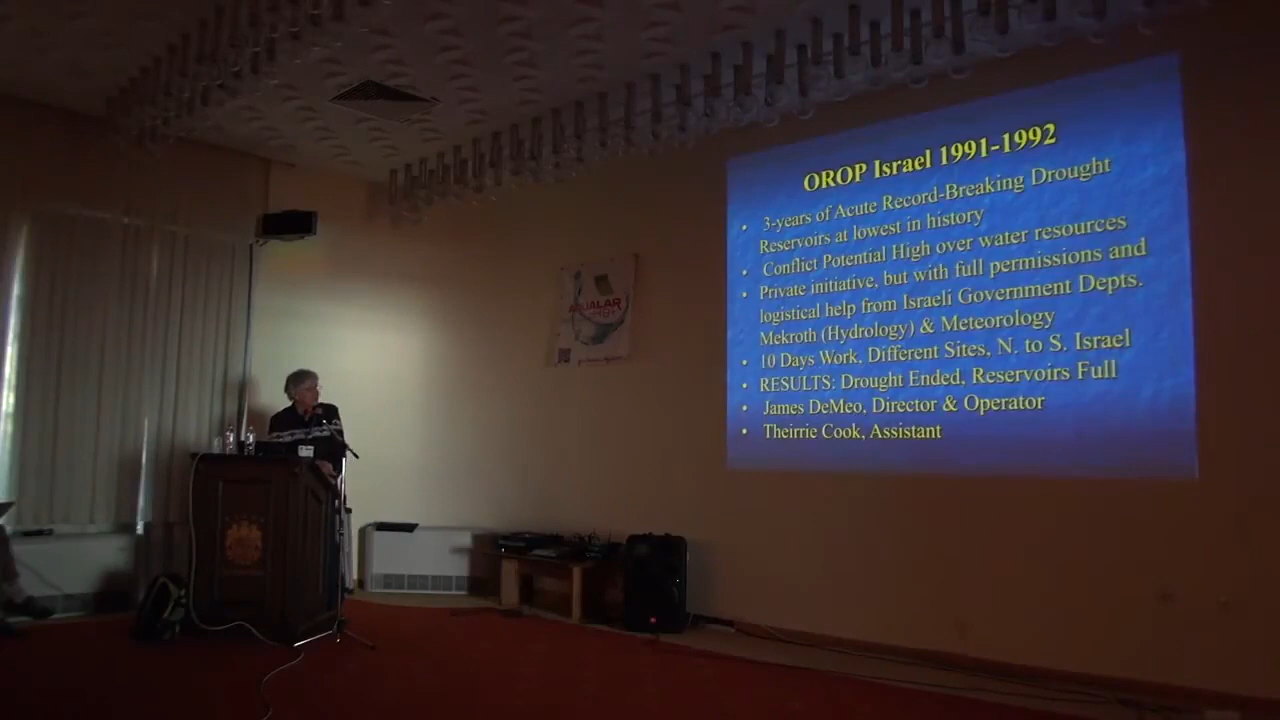 OROP Israel 1991-1992
• 3-years of Acute Record-Breaking Drought
Reservoirs at lowest in history
• Conflict Potential High over water resources
• Private initiative, but with full permissions and
logistical help from Israeli Government Depts.
Mekroth (Hydrology) & Meteorology
• 10 Days Work, Different Sites, N. to S. Israel
• RESULTS: Drought Ended, Reservoirs Full
• James DeMeo, Director & Operator
• Theirrie Cook, Assistant
AQUALAR